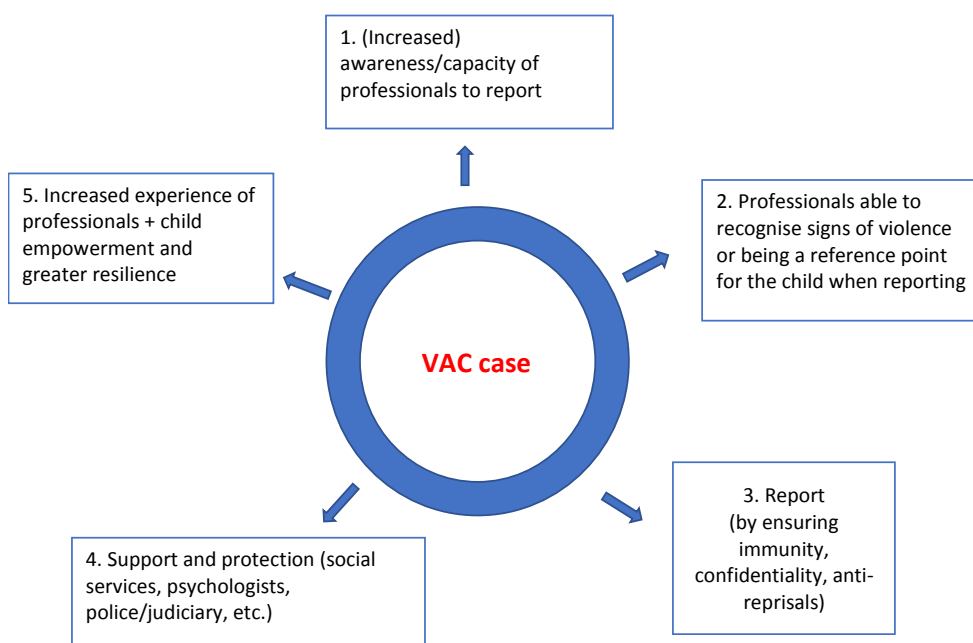 1. (Increased)
awareness/capacity of
professionals to report
2. Professionals able to
recognise signs of violence
or being a reference point
for the child when reporting
3. Report
(by ensuring
immunity,
confidentiality, anti-
reprisals)
4. Support and protection (social
services, psychologists,
police/judiciary, etc.)
5. Increased experience of
professionals + child
empowerment and
greater resilience
VAC case